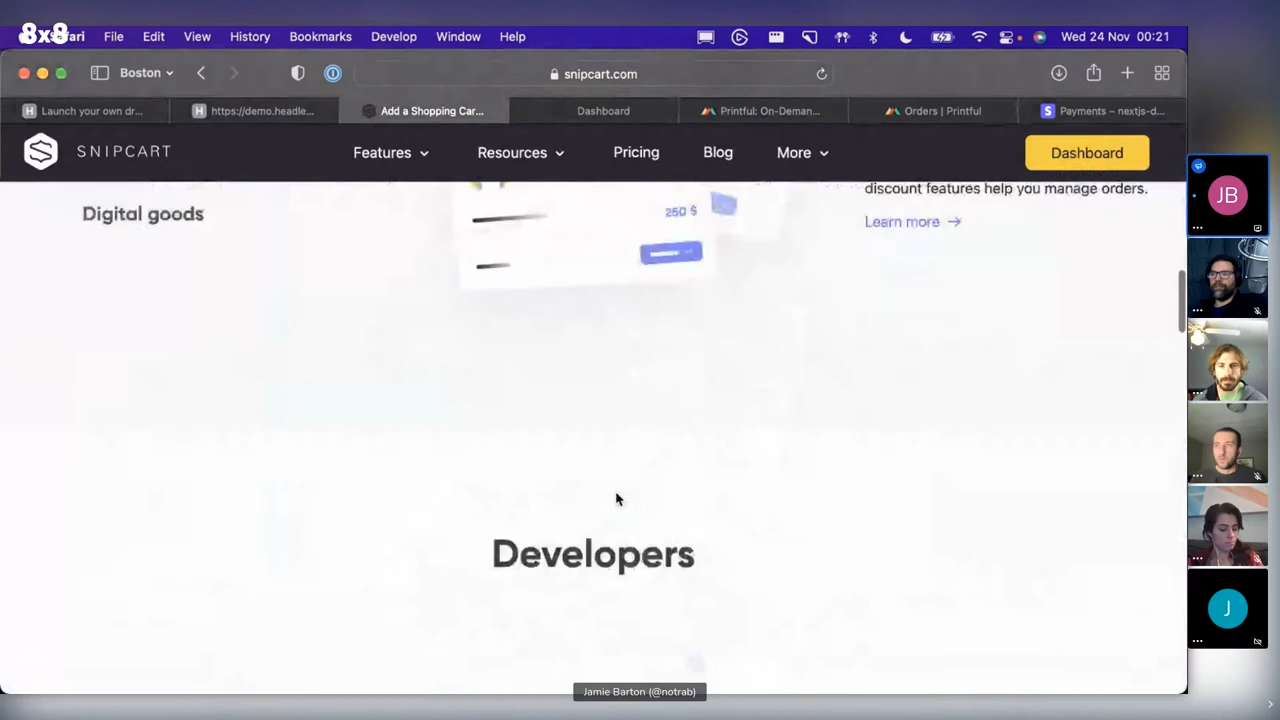 8x8
Safari File Edit View History Bookmarks Develop Window Help Wed 24 Nov 00:21
Boston snipcart.com
Launch your own dr... https://demo.headle... Add a Shopping Car... Dashboard Printful: On-Deman... Orders | Printful S Payments – nextjs-d...
SNIPCART Features Resources Pricing Blog More Dashboard
discount features help you manage orders.
Digital goods
250 $
Learn more →
Developers
JB
J
Jamie Barton (@notrab)